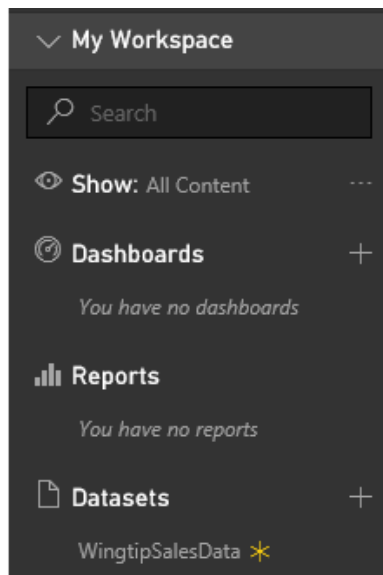 My Workspace
Search
Show: All Content
Dashboards
You have no dashboards
Reports
You have no reports
Datasets
WingtipSalesData